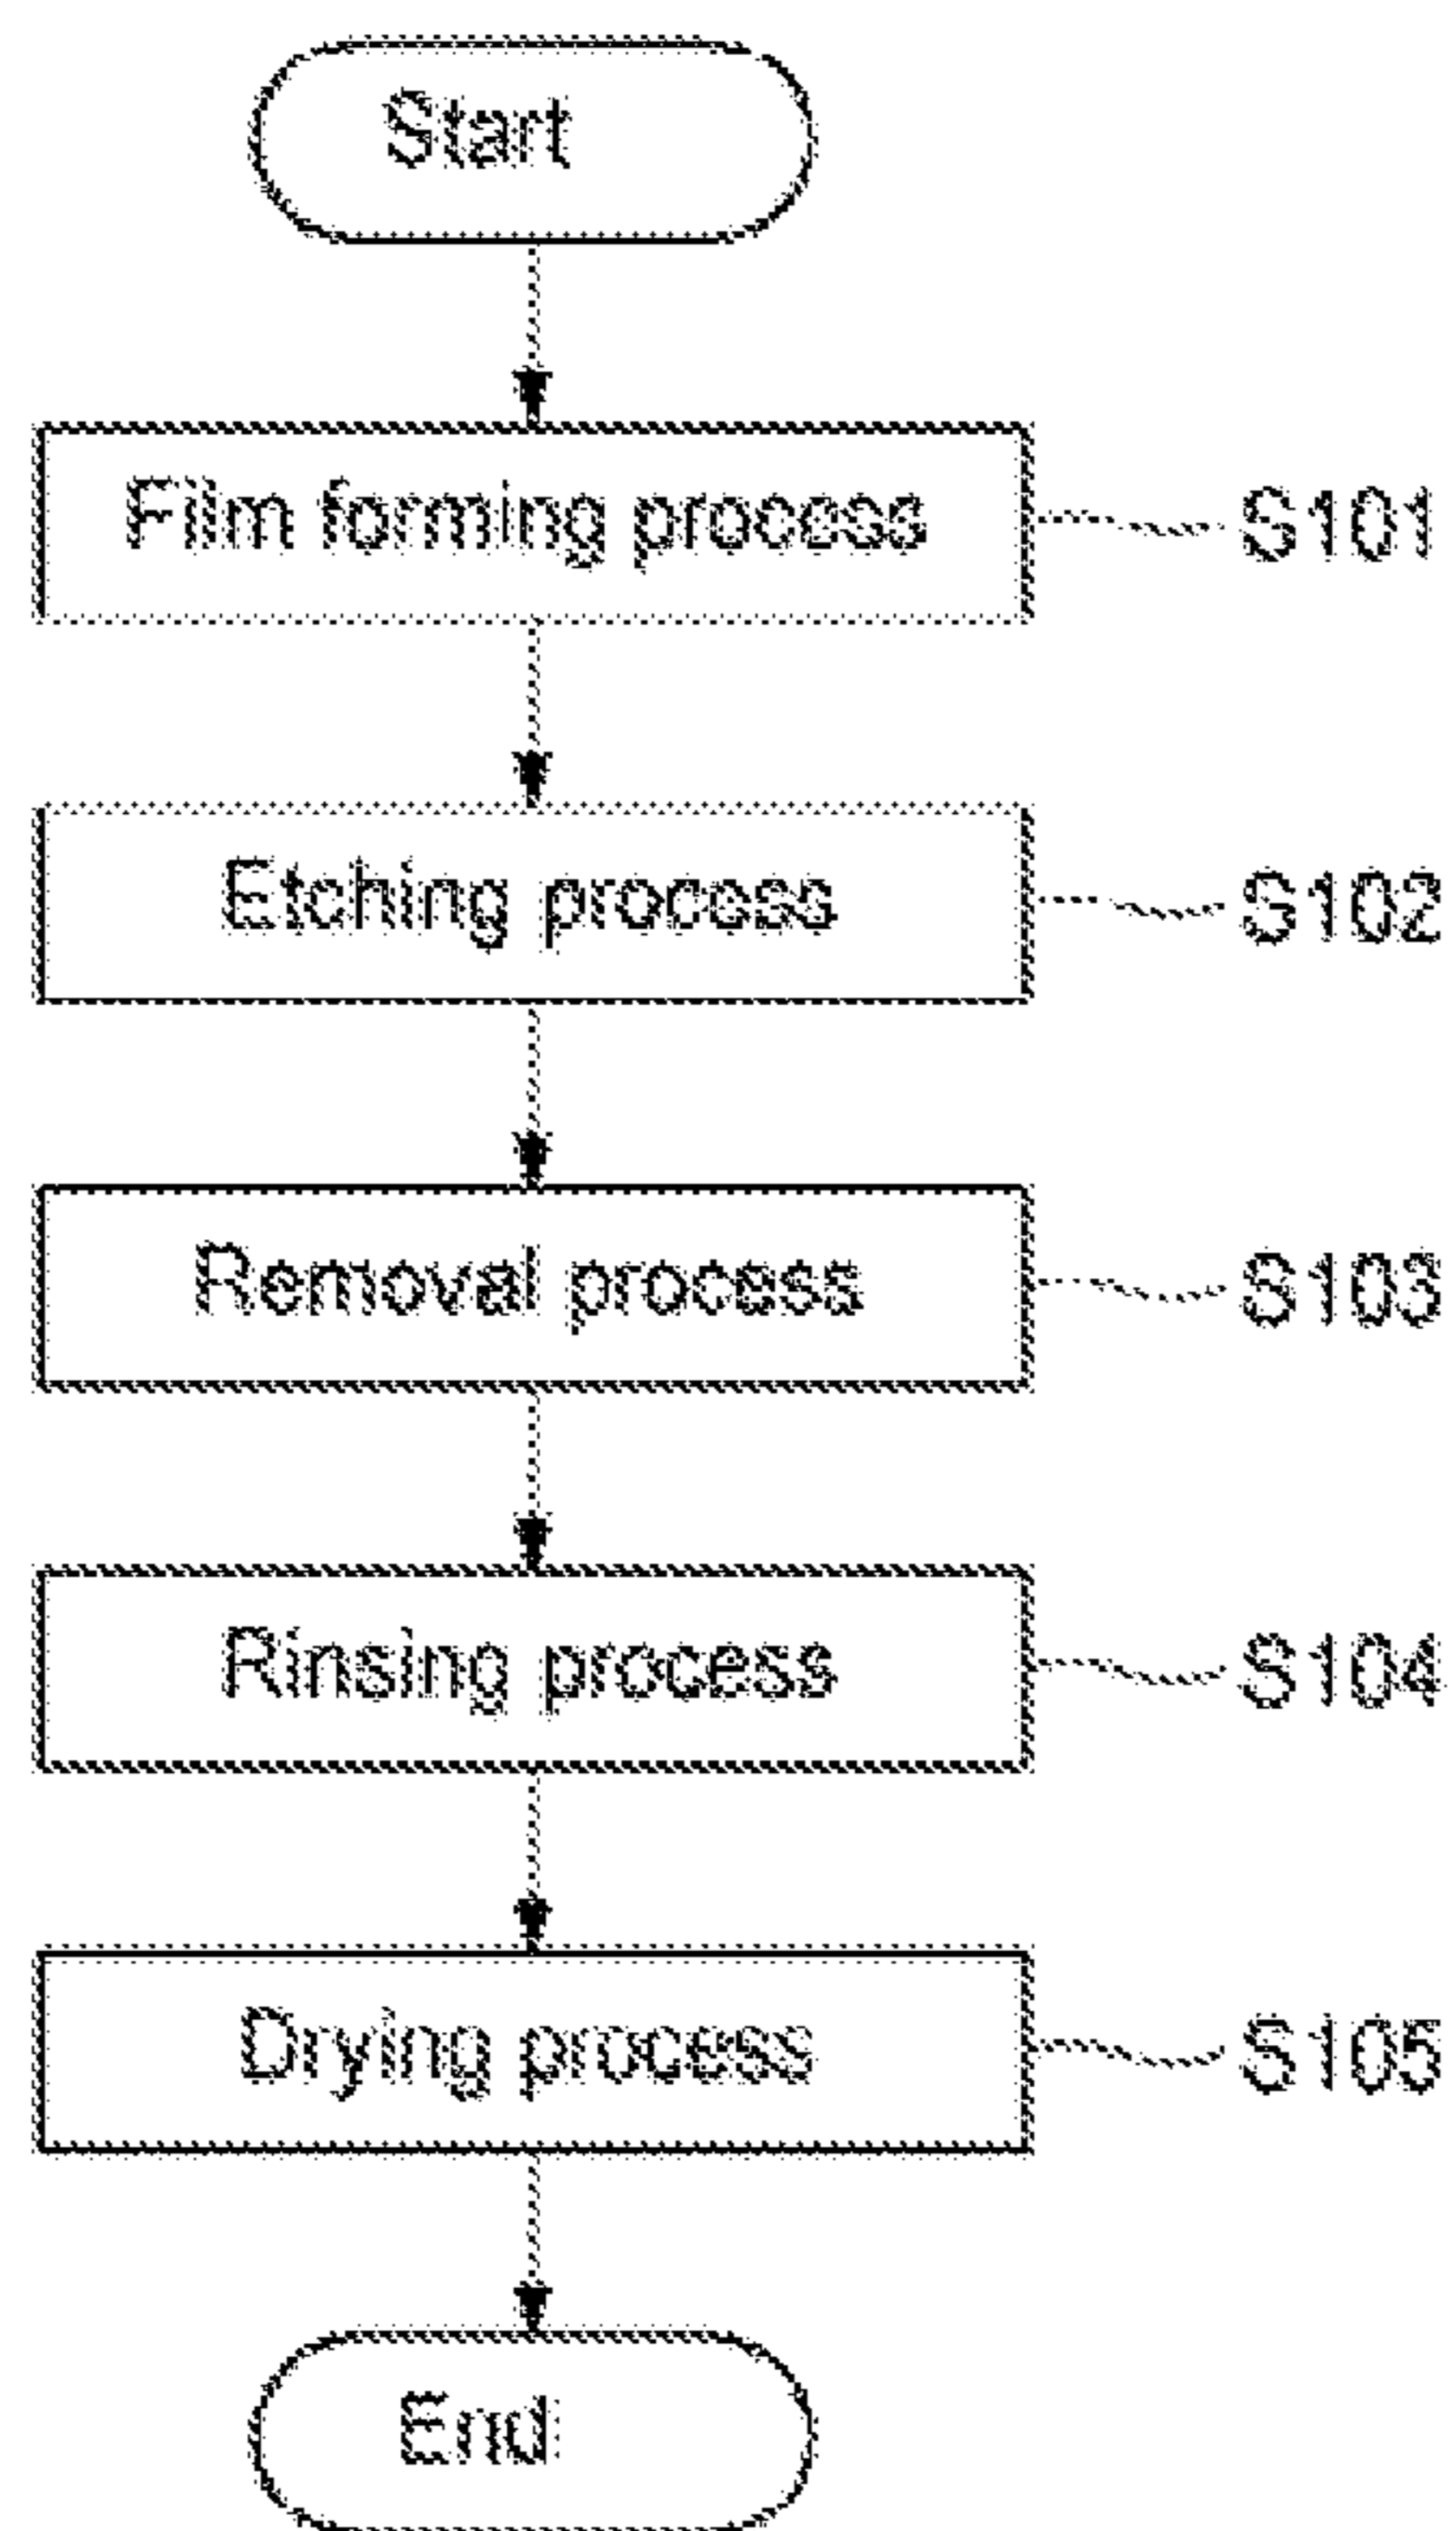 Start
Film forming process
S101
Etching process
S102
Removal process
S103
Rinsing process
S104
Drying process
S105
End